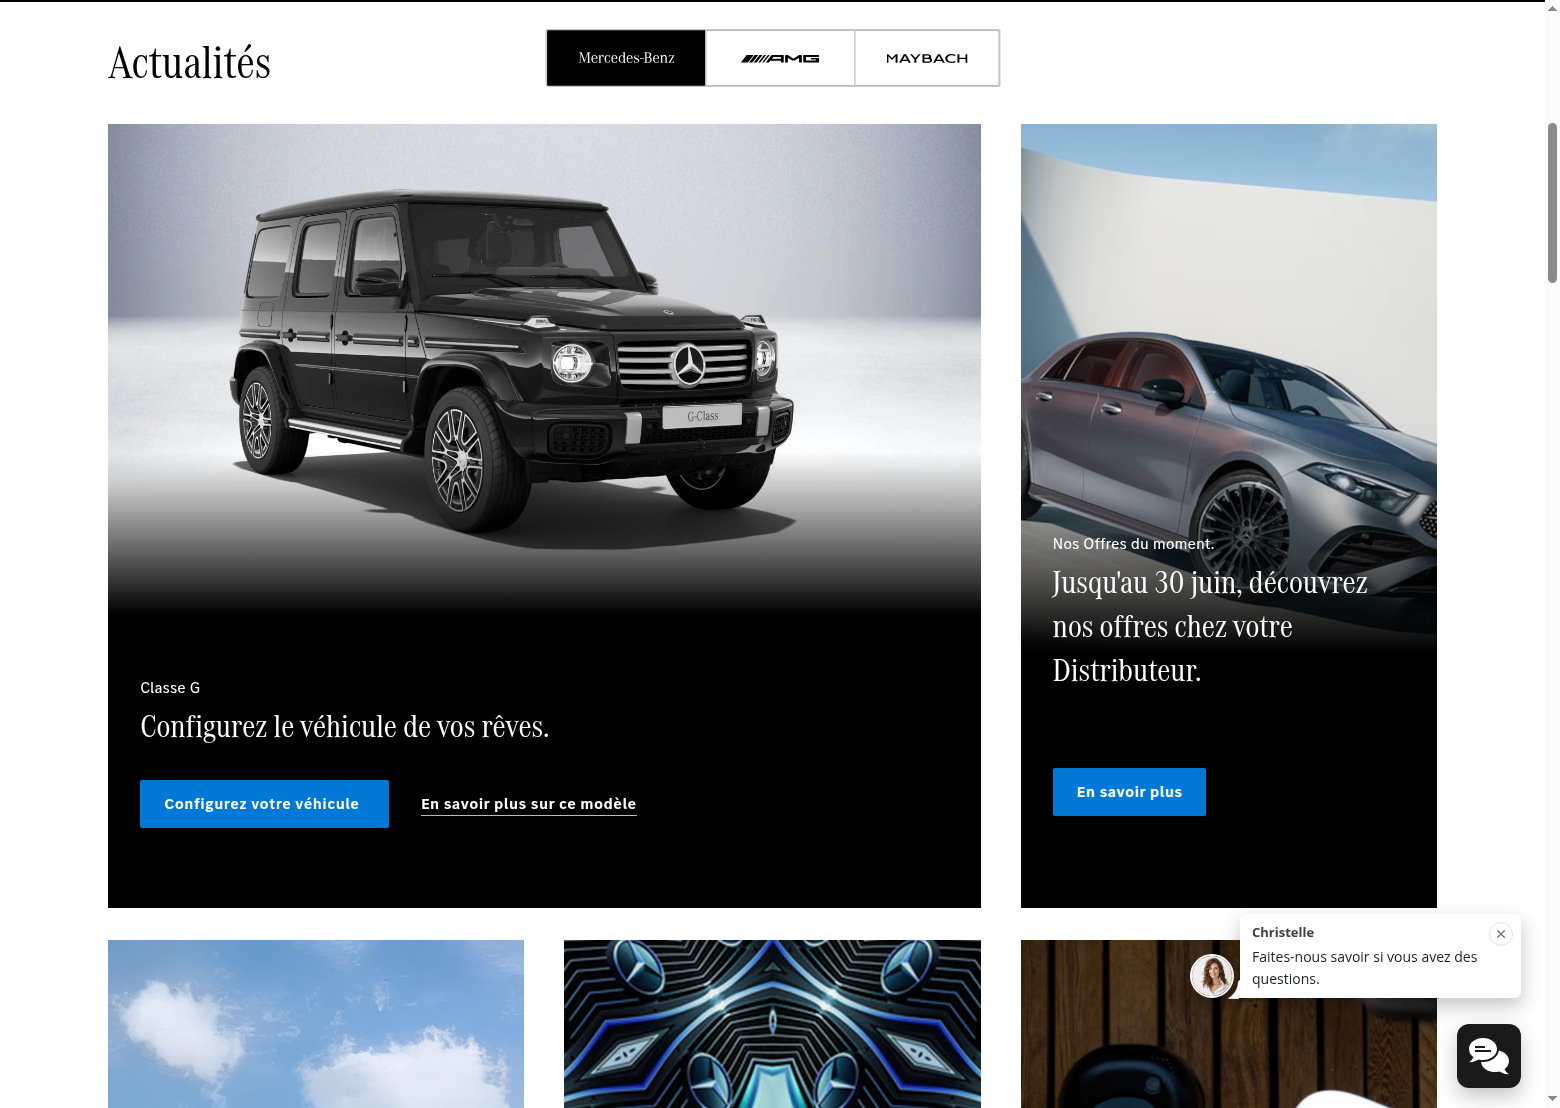 Actualités
Mercedes-Benz
AMG
MAYBACH
G-Class
Classe G
Configurez le véhicule de vos rêves.
Configurez votre véhicule
En savoir plus sur ce modèle
Nos Offres du moment.
Jusqu'au 30 juin, découvrez
nos offres chez votre
Distributeur.
En savoir plus
Christelle
Faites-nous savoir si vous avez des
questions.